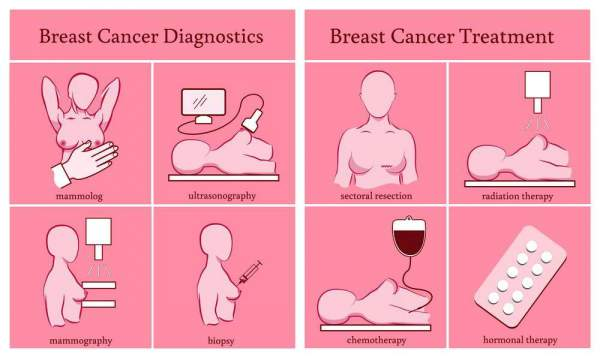 Breast Cancer Diagnostics
mammolog
ultrasonography
mammography
biopsy
Breast Cancer Treatment
sectoral resection
radiation therapy
chemotherapy
hormonal therapy